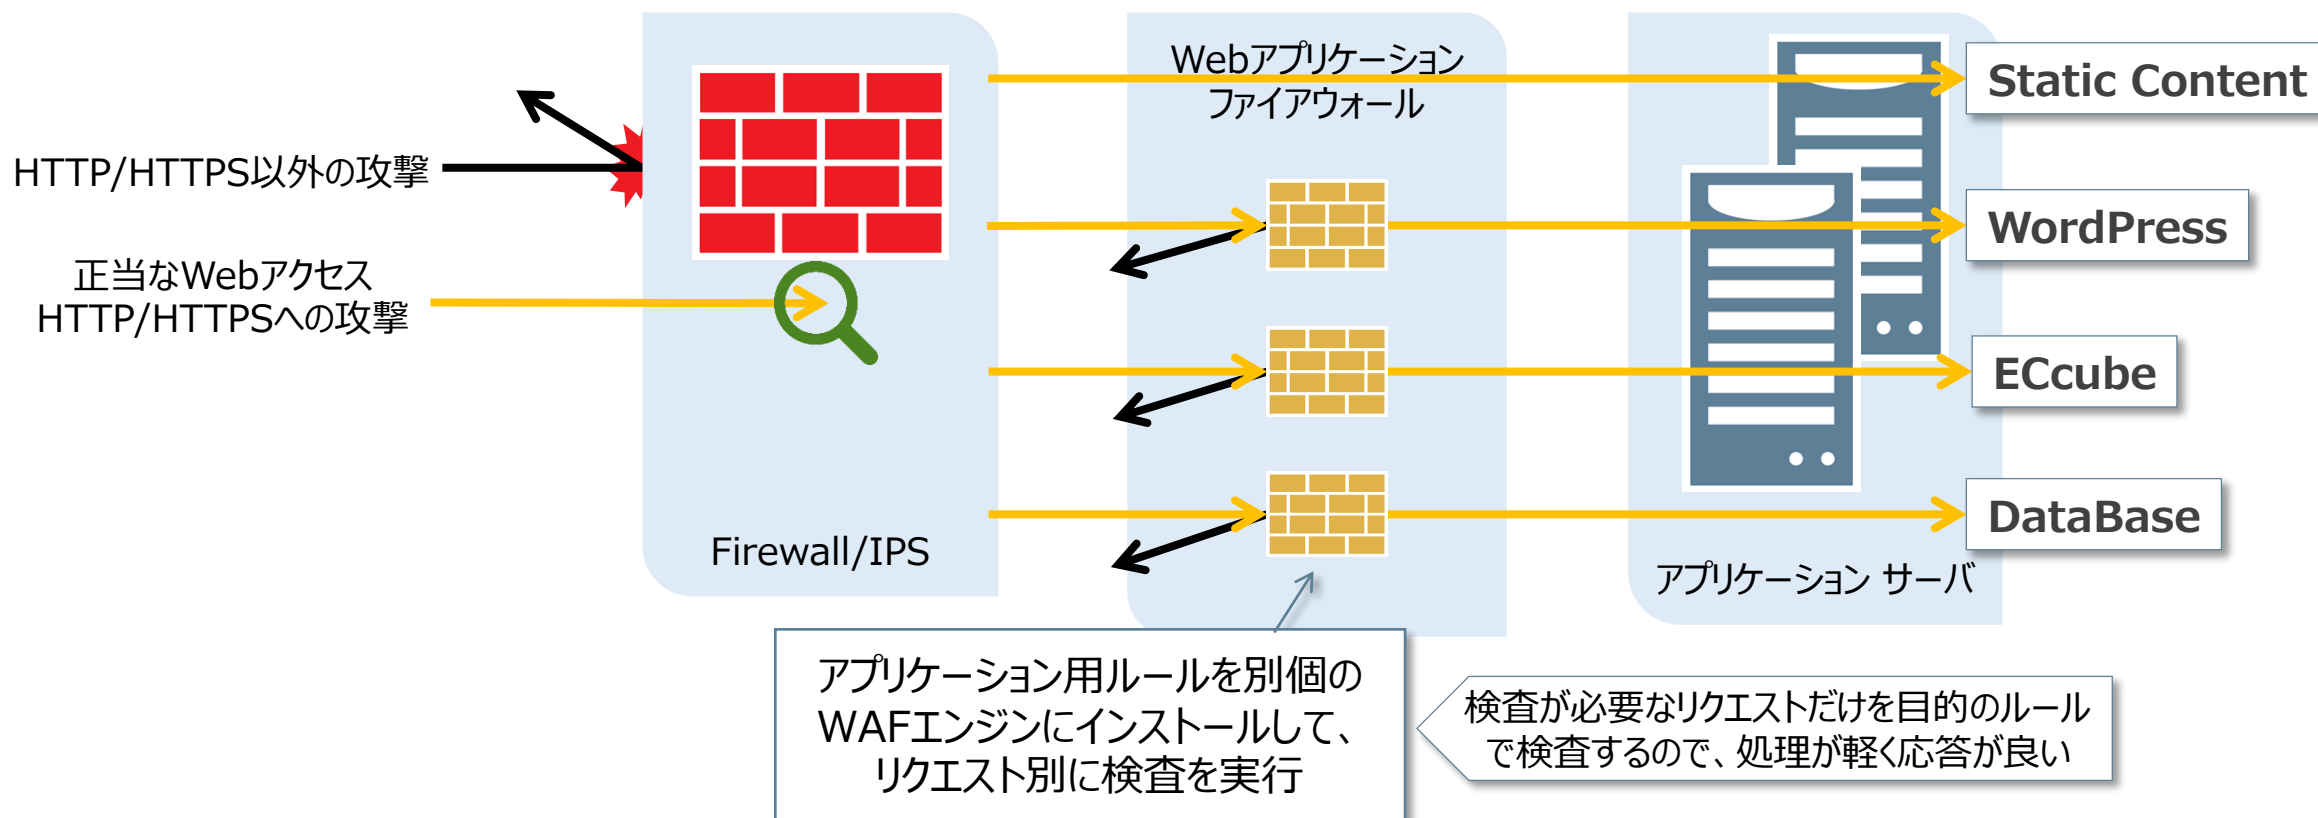 Webアプリケーション
ファイアウォール
Static Content
HTTP/HTTPS以外の攻撃
WordPress
正当なWebアクセス
HTTP/HTTPSへの攻撃
ECcube
DataBase
Firewall/IPS
アプリケーション サーバ
アプリケーション用ルールを別個の
WAFエンジンにインストールして、
リクエスト別に検査を実行
検査が必要なリクエストだけを目的のルール
で検査するので、処理が軽く応答が良い